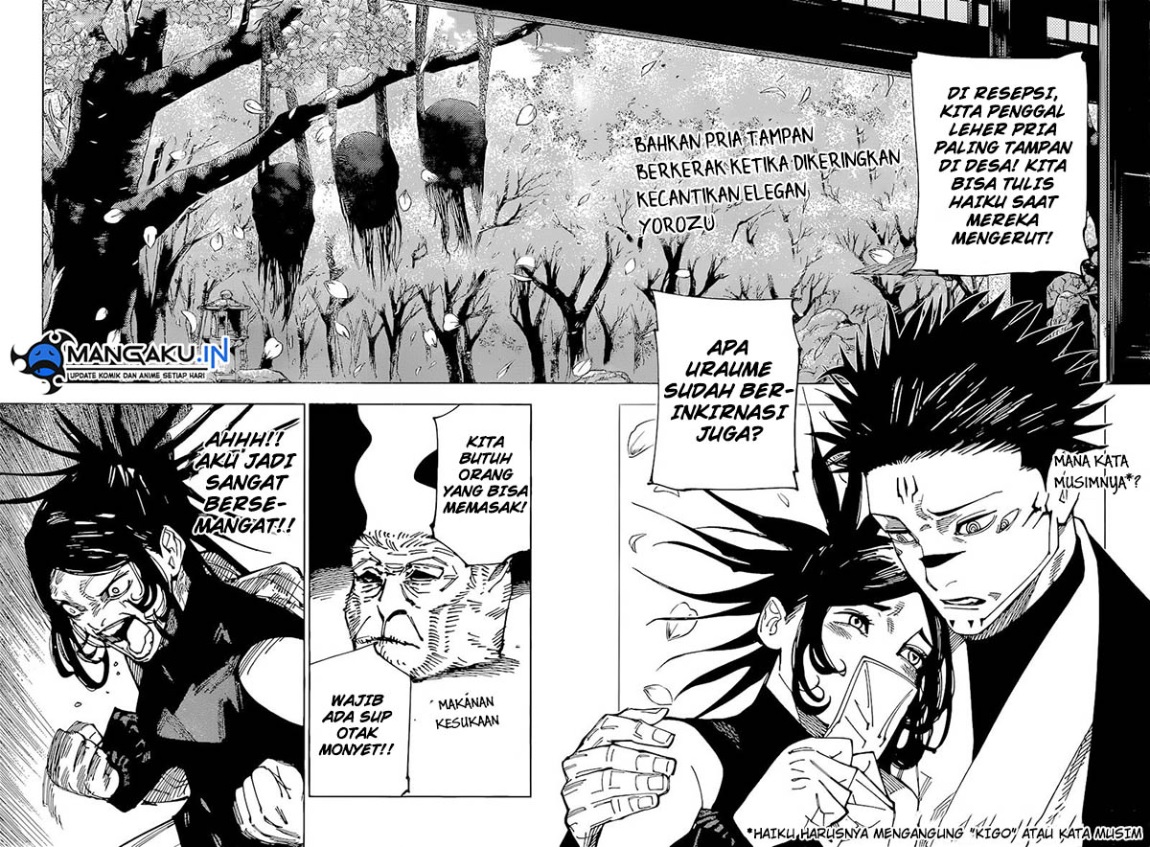 DI RESEPSI,
KITA PENGGAL
LEHER PRIA
PALING TAMPAN
DI DESA! KITA
BISA TULIS
HAIKU SAAT
MEREKA
MENGERUT!
BAHKAN PRIA TAMPAN
BERKERAK KETIKA DIKERINGKAN
KECANTIKAN ELEGAN,
YOROZU
MANGAKU.IN
UPDATE KOMIK DAN ANIME SETIAP HARI
APA
URAUME
SUDAH BER-
INKIRNASI
JUGA?
MANA KATA
MUSIMNYA*?
KITA
BUTUH
ORANG
YANG BISA
MEMASAK!
WAJIB
ADA SUP
OTAK
MONYET!!
MAKANAN
KESUKAAN
AHHH!!
AKU JADI
SANGAT
BERSE-
MANGAT!!
*HAIKU HARUSNYA MENGANGUNG "KIGO" ATAU KATA MUSIM